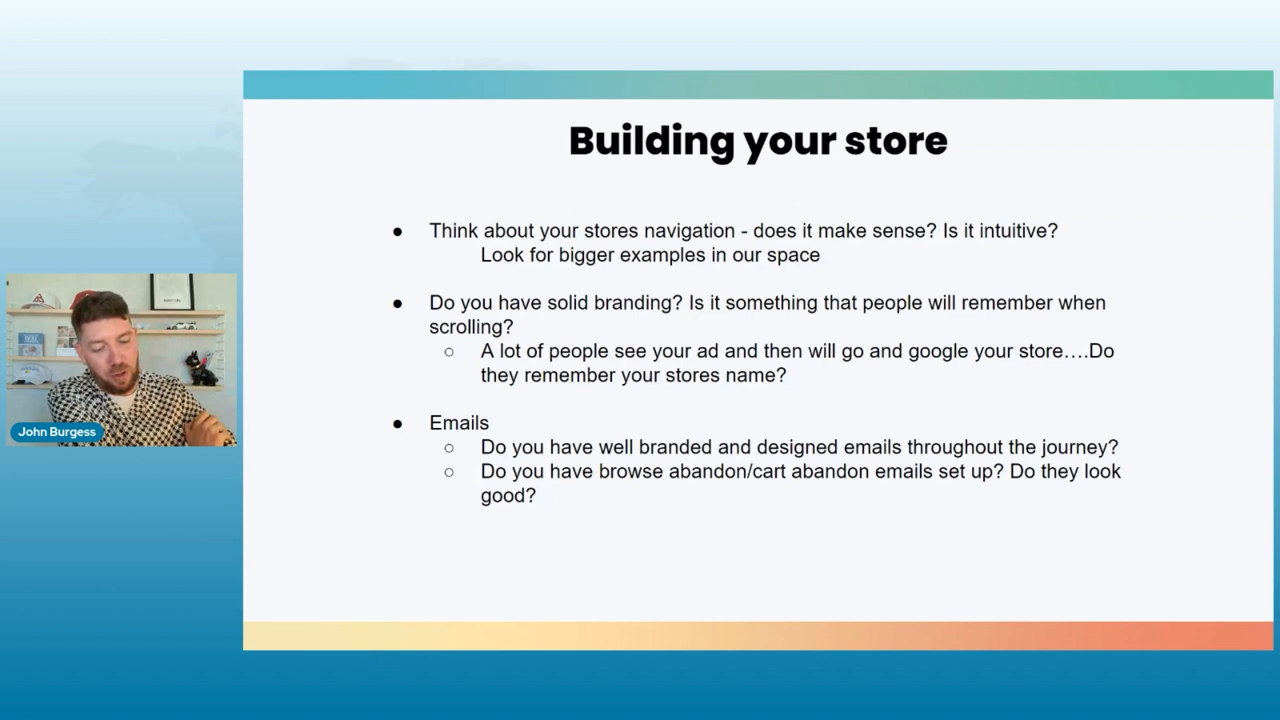 Building your store
● Think about your stores navigation - does it make sense? Is it intuitive?
Look for bigger examples in our space
● Do you have solid branding? Is it something that people will remember when
scrolling?
○ A lot of people see your ad and then will go and google your store….Do
they remember your stores name?
● Emails
○ Do you have well branded and designed emails throughout the journey?
○ Do you have browse abandon/cart abandon emails set up? Do they look
good?
John Burgess